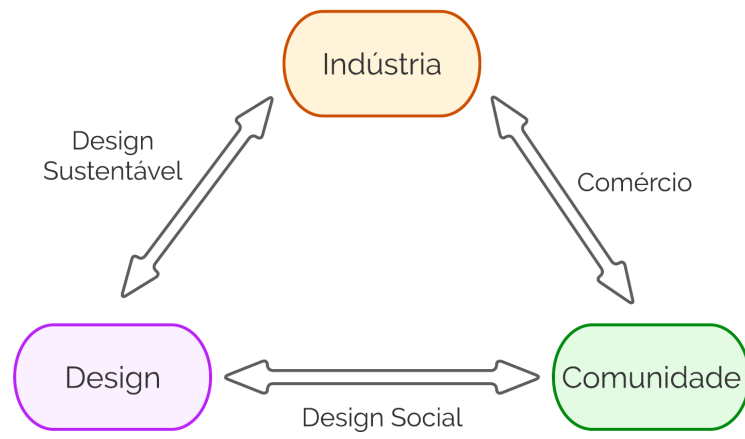 Indústria
Design
Sustentável
Comércio
Design
Comunidade
Design Social